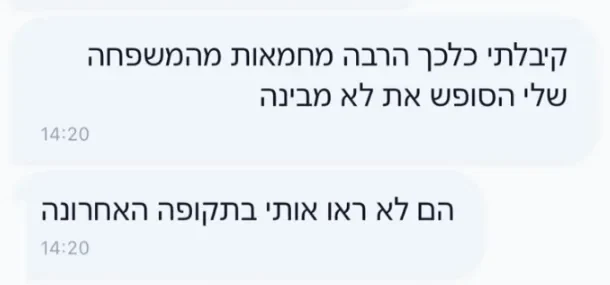 קיבלתי כלכך הרבה מחמאות מהמשפחה
שלי הסופש את לא מבינה
14:20
הם לא ראו אותי בתקופה האחרונה
14:20